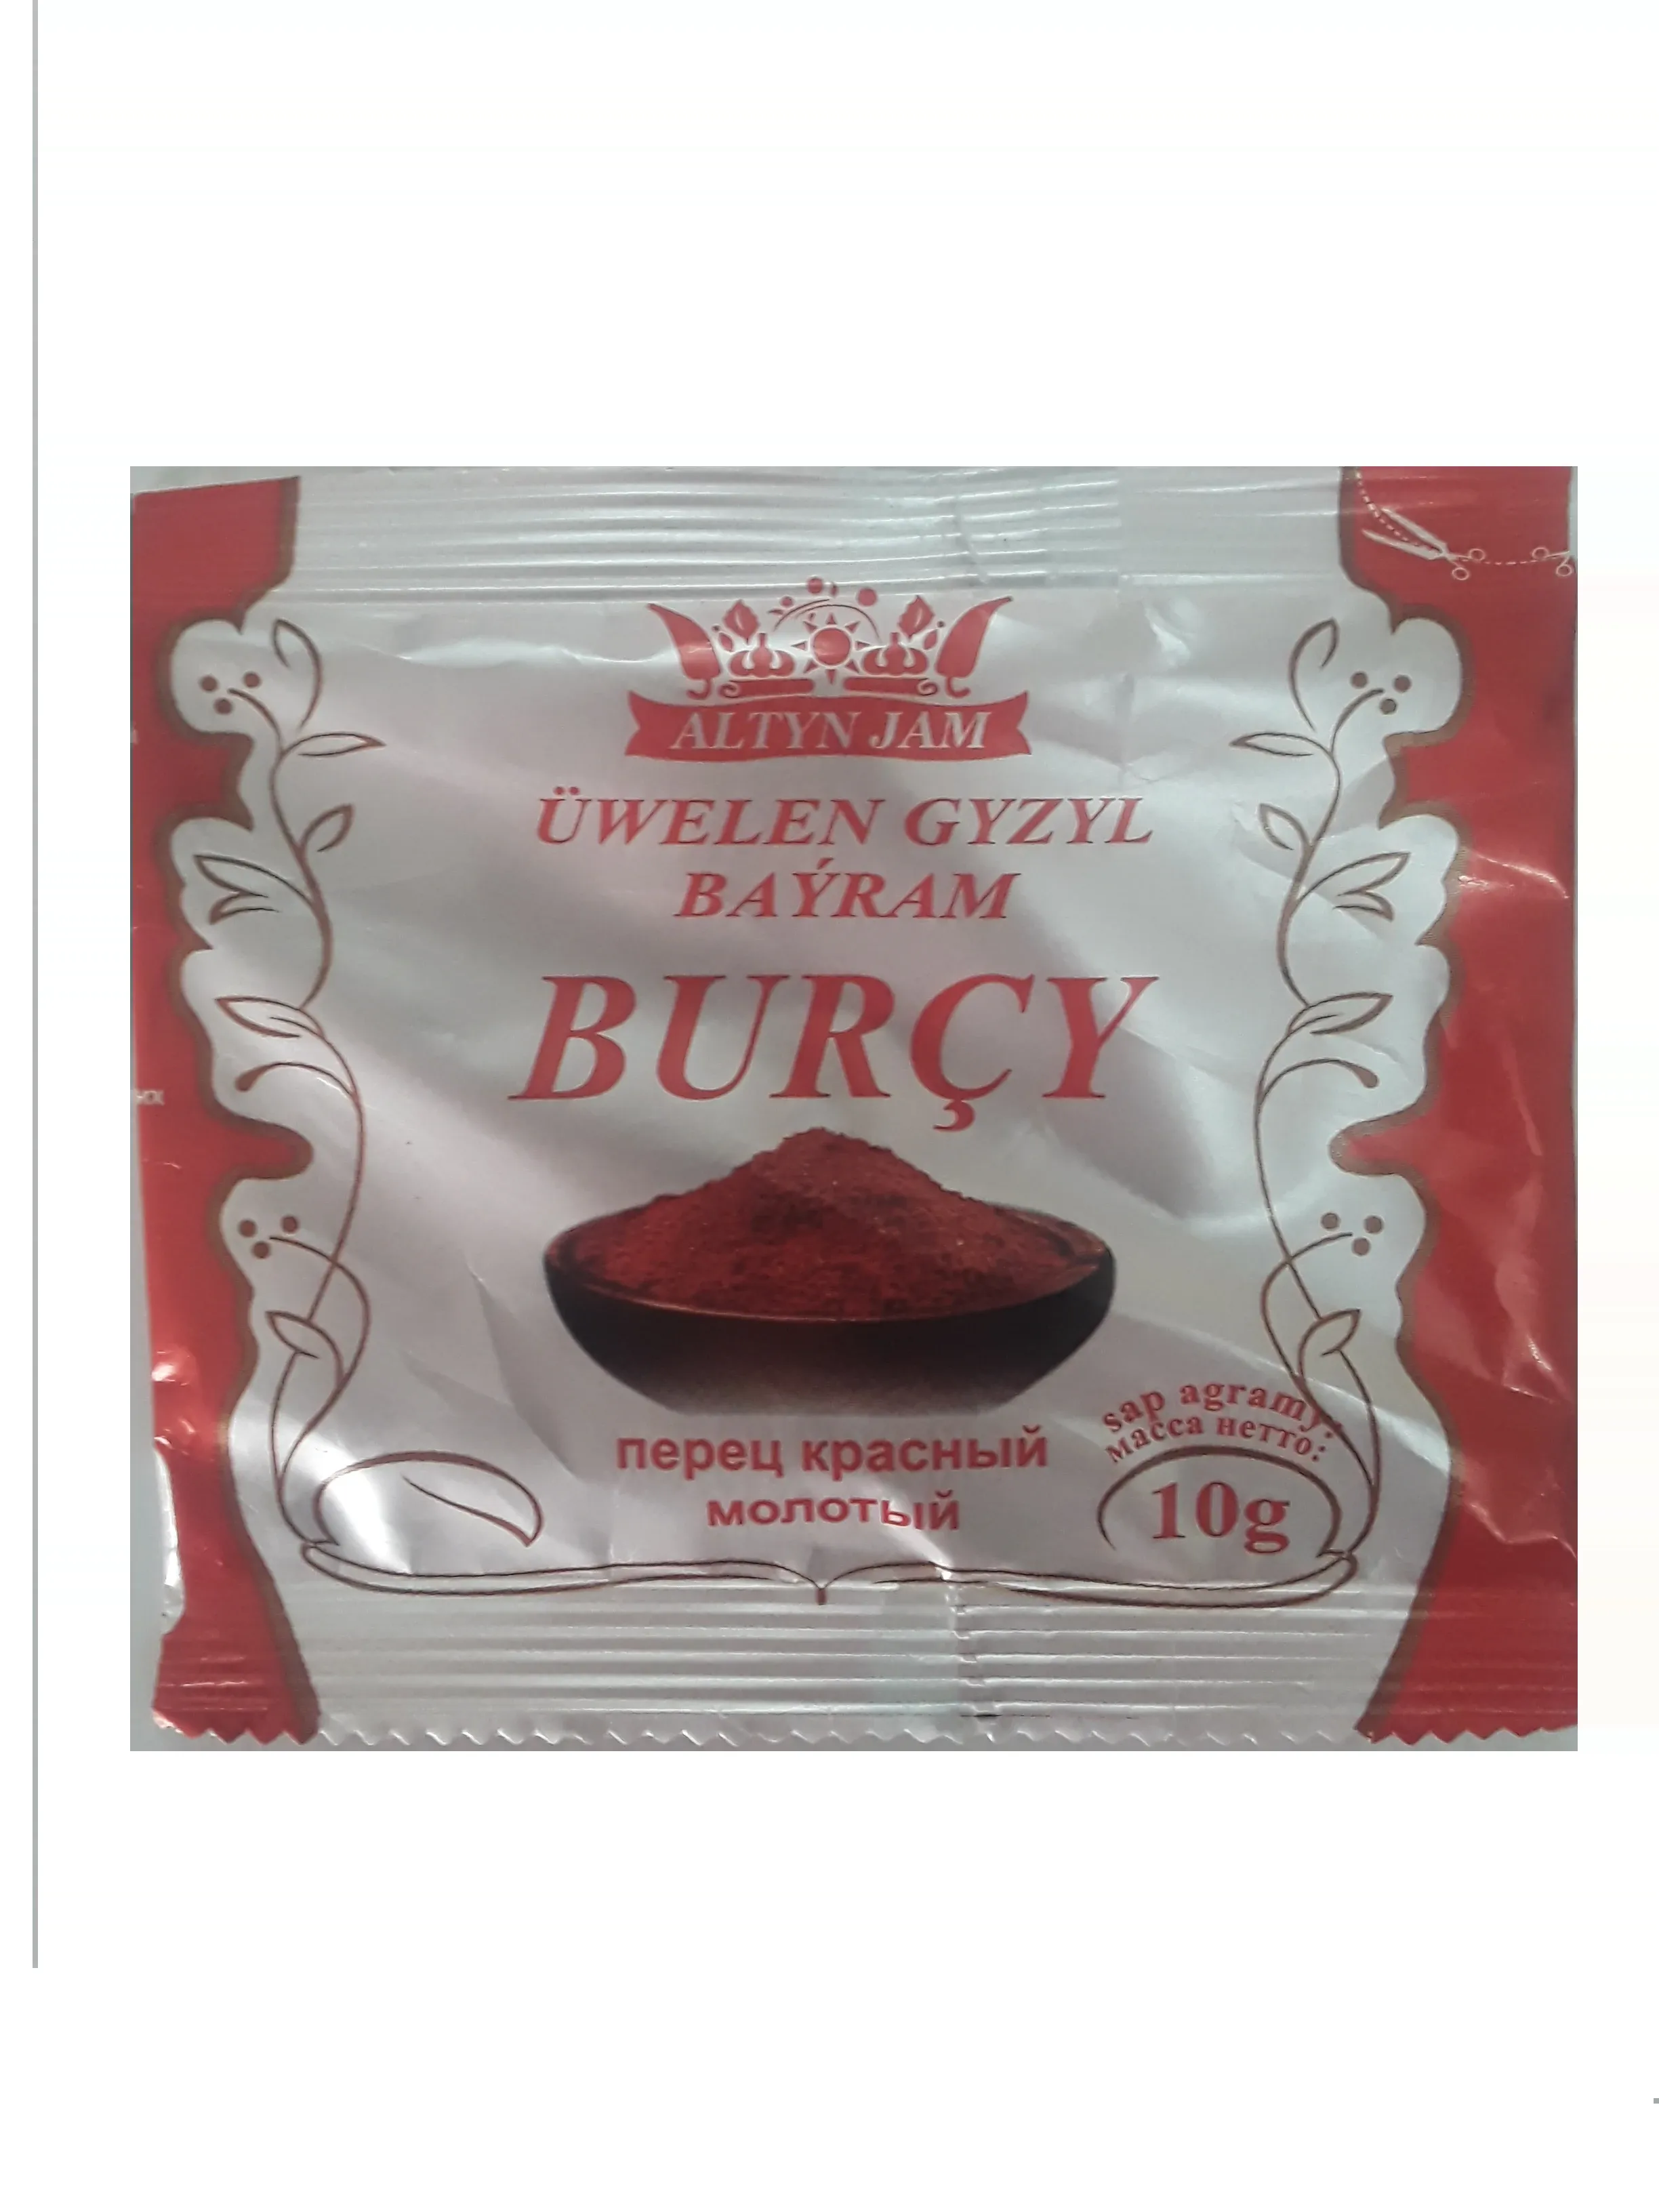 ALTYN JAM
ÜWELEN GYZYL
BAÝRAM
BURÇY
перец красный
молотый
sap agramy:
масса нетто:
10g